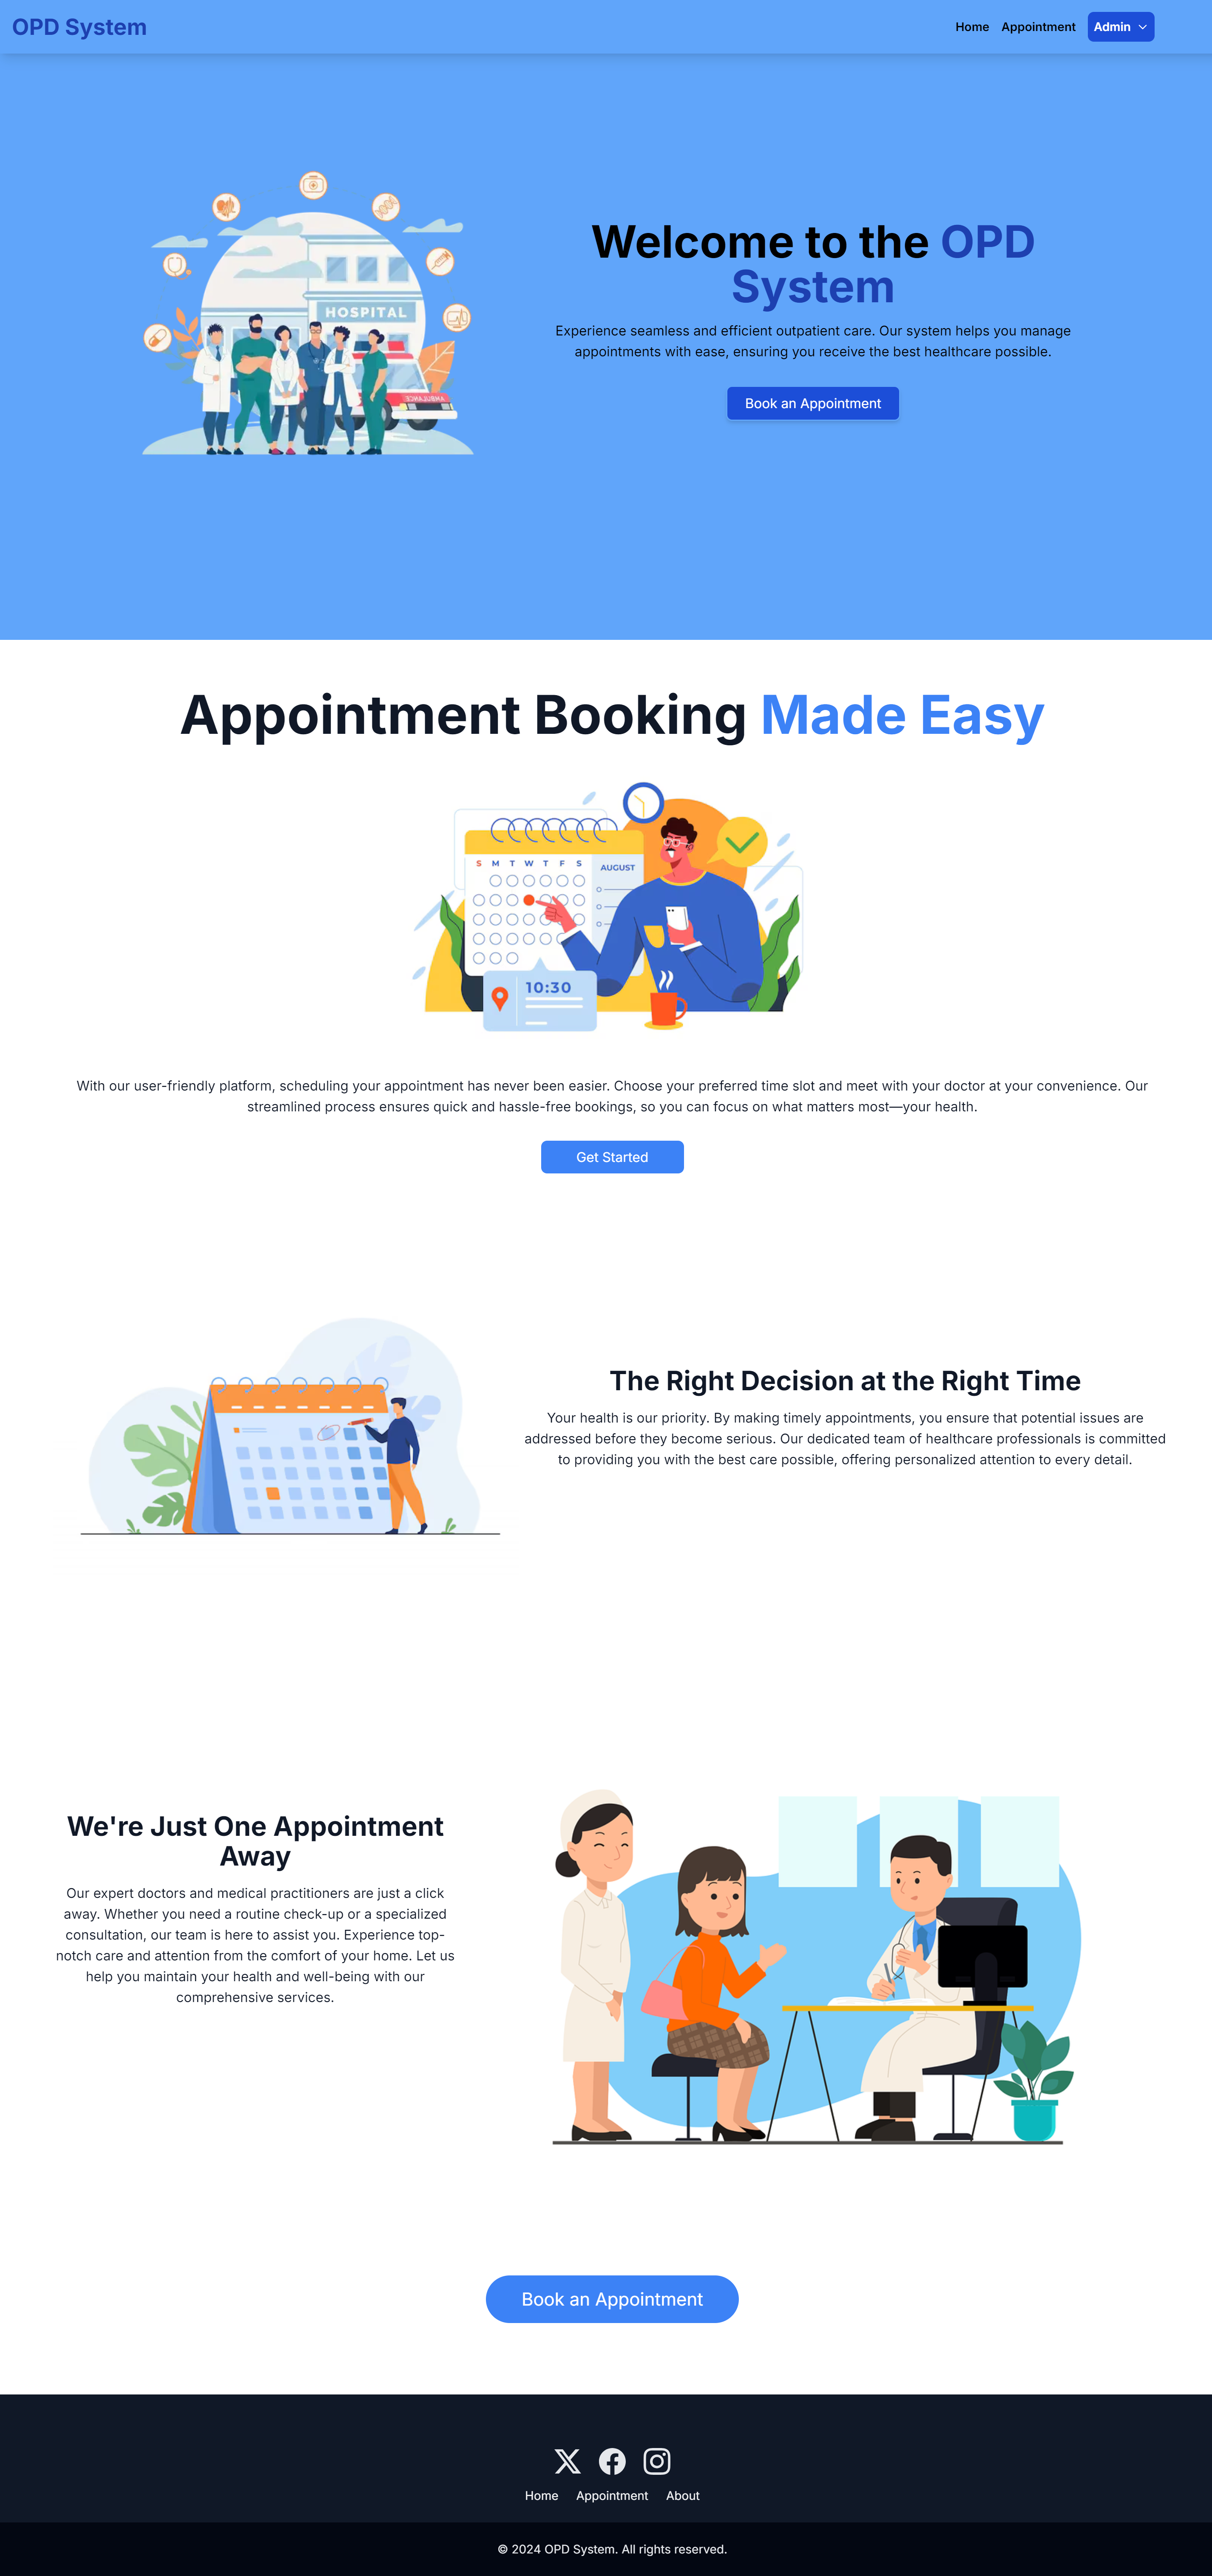 OPD System
Home Appointment Admin
HOSPITAL
AMBULANCE
Welcome to the OPD
System
Experience seamless and efficient outpatient care. Our system helps you manage
appointments with ease, ensuring you receive the best healthcare possible.
Book an Appointment
Appointment Booking Made Easy
S M T W T F S
AUGUST
10:30
With our user-friendly platform, scheduling your appointment has never been easier. Choose your preferred time slot and meet with your doctor at your convenience. Our
streamlined process ensures quick and hassle-free bookings, so you can focus on what matters most—your health.
Get Started
The Right Decision at the Right Time
Your health is our priority. By making timely appointments, you ensure that potential issues are
addressed before they become serious. Our dedicated team of healthcare professionals is committed
to providing you with the best care possible, offering personalized attention to every detail.
We're Just One Appointment
Away
Our expert doctors and medical practitioners are just a click
away. Whether you need a routine check-up or a specialized
consultation, our team is here to assist you. Experience top-
notch care and attention from the comfort of your home. Let us
help you maintain your health and well-being with our
comprehensive services.
Book an Appointment
Home Appointment About
© 2024 OPD System. All rights reserved.